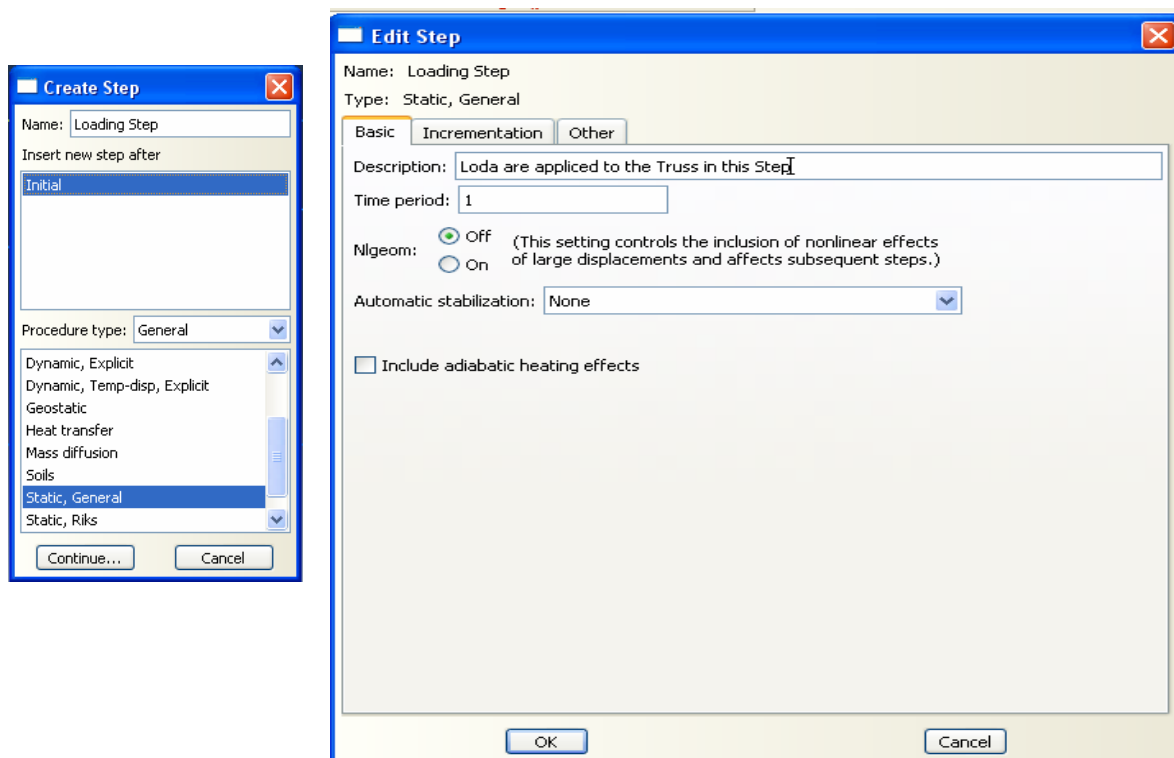 Create Step
Name: Loading Step
Insert new step after
Initial
Procedure type: General
Dynamic, Explicit
Dynamic, Temp-disp, Explicit
Geostatic
Heat transfer
Mass diffusion
Soils
Static, General
Static, Riks
Continue...
Cancel
Edit Step
Name: Loading Step
Type: Static, General
Basic Incrementation Other
Description: Loda are appliced to the Truss in this Step
Time period: 1
Nlgeom:
Off
On
(This setting controls the inclusion of nonlinear effects
of large displacements and affects subsequent steps.)
Automatic stabilization: None
Include adiabatic heating effects
OK
Cancel